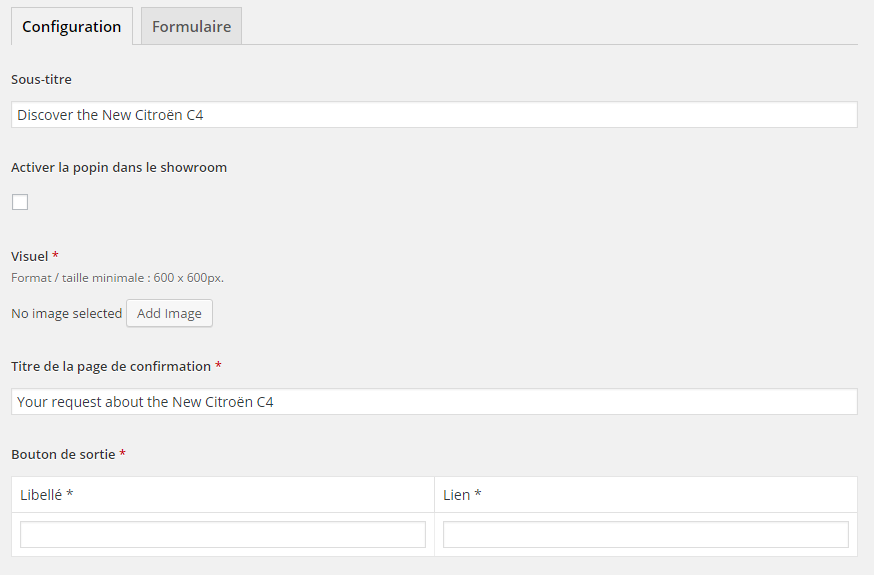 Configuration
Formulaire
Sous-titre
Discover the New Citroën C4
Activer la popin dans le showroom
Visuel *
Format / taille minimale : 600 x 600px.
No image selected Add Image
Titre de la page de confirmation *
Your request about the New Citroën C4
Bouton de sortie *
Libellé *
Lien *